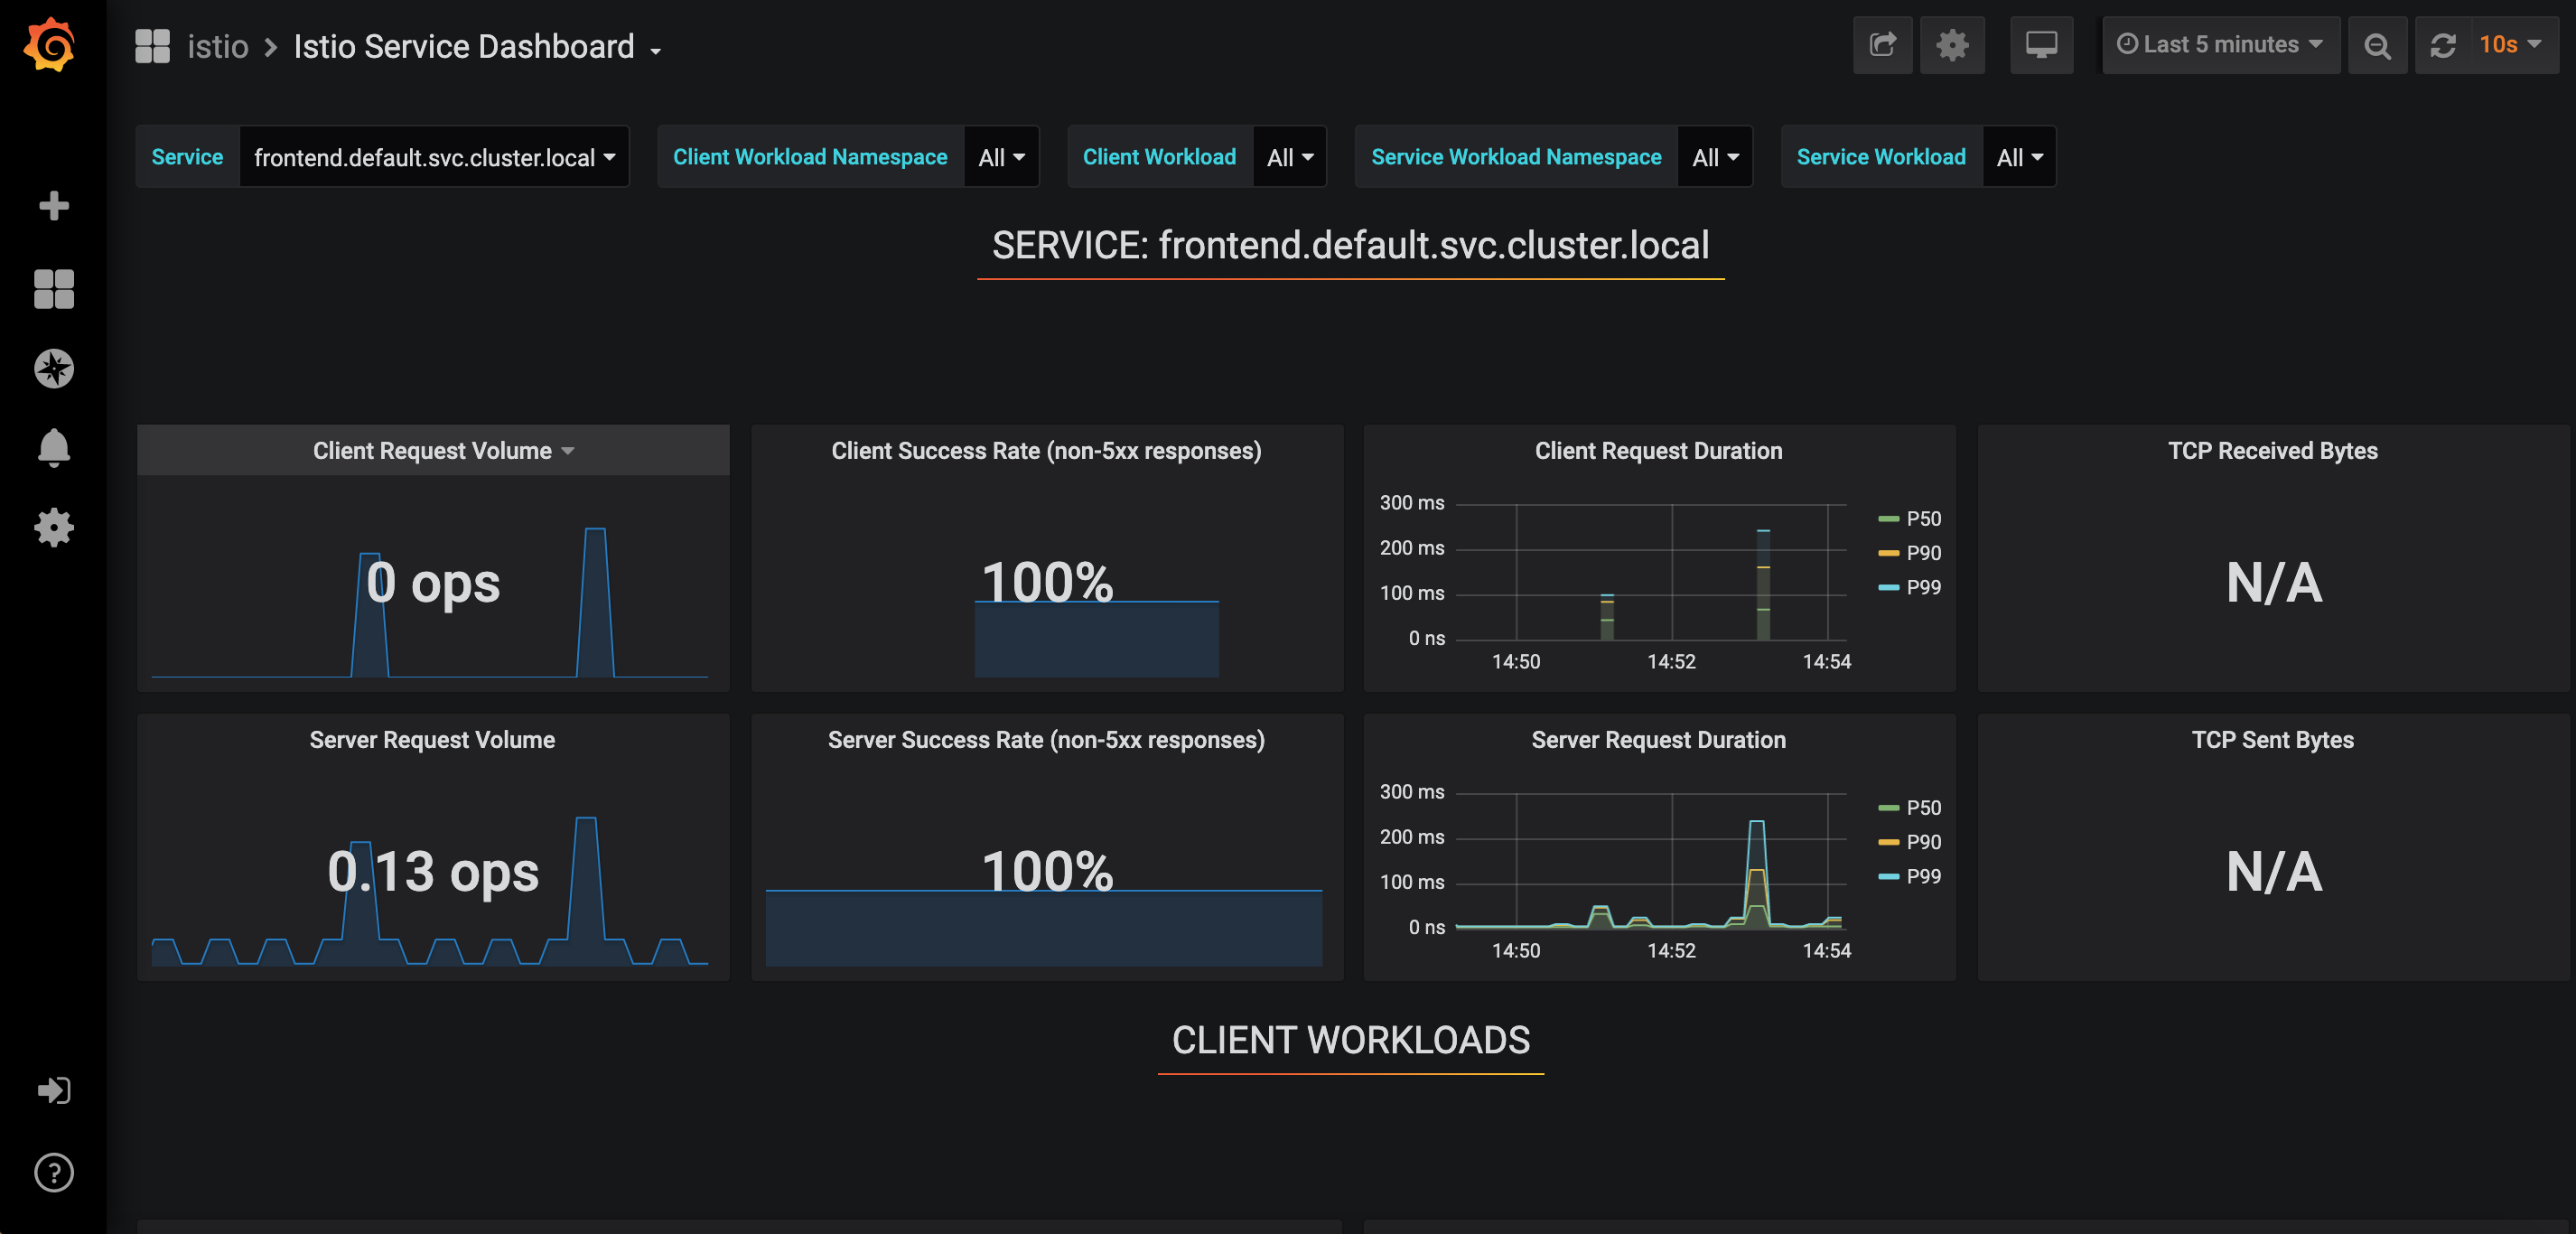 istio > Istio Service Dashboard
Last 5 minutes
10s
Service frontend.default.svc.cluster.local
Client Workload Namespace All
Client Workload All
Service Workload Namespace All
Service Workload All
SERVICE: frontend.default.svc.cluster.local
Client Request Volume
0 ops
Client Success Rate (non-5xx responses)
100%
Client Request Duration
300 ms
200 ms
100 ms
0 ns
14:50 14:52 14:54
P50
P90
P99
TCP Received Bytes
N/A
Server Request Volume
0.13 ops
Server Success Rate (non-5xx responses)
100%
Server Request Duration
300 ms
200 ms
100 ms
0 ns
14:50 14:52 14:54
P50
P90
P99
TCP Sent Bytes
N/A
CLIENT WORKLOADS